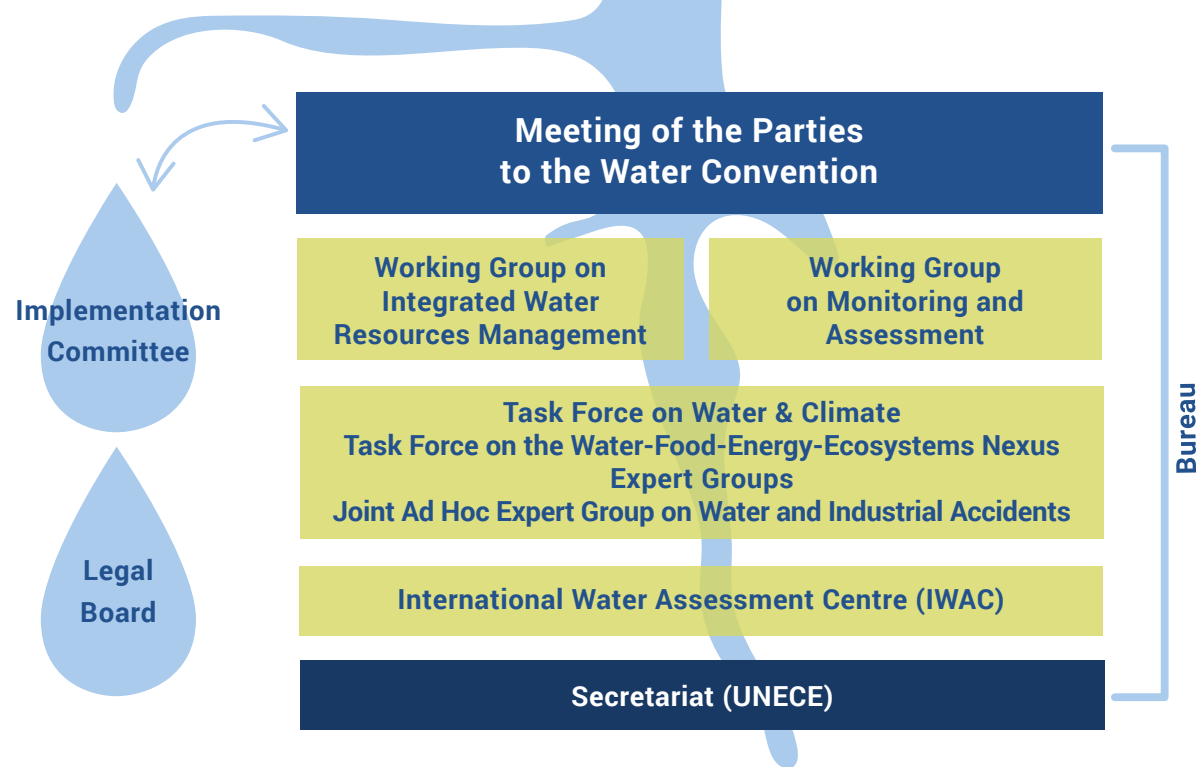 Meeting of the Parties
to the Water Convention
Implementation
Committee
Legal
Board
Working Group on
Integrated Water
Resources Management
Working Group
on Monitoring and
Assessment
Task Force on Water & Climate
Task Force on the Water-Food-Energy-Ecosystems Nexus
Expert Groups
Joint Ad Hoc Expert Group on Water and Industrial Accidents
International Water Assessment Centre (IWAC)
Secretariat (UNECE)
Bureau